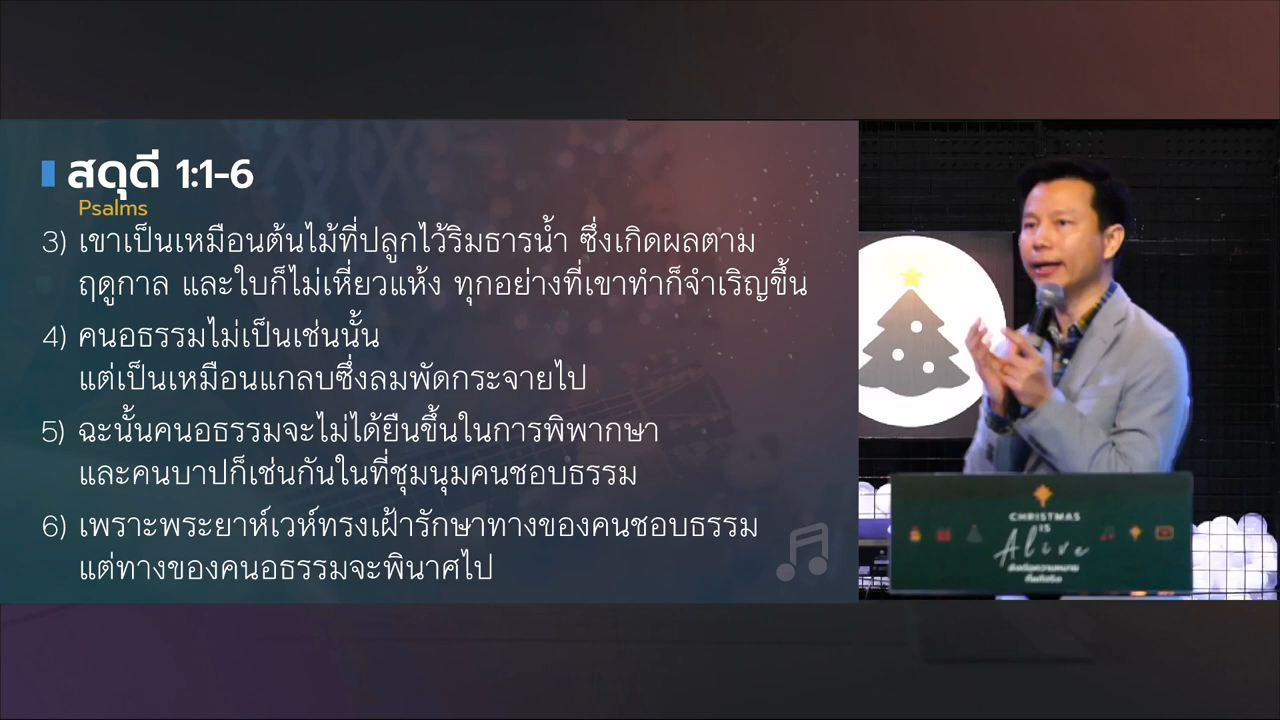 สดุดี 1:1-6
Psalms
3) เขาเป็นเหมือนต้นไม้ที่ปลูกไว้ริมธารน้ำ ซึ่งเกิดผลตาม
ฤดูกาล และใบก็ไม่เหี่ยวแห้ง ทุกอย่างที่เขาทำก็จำเริญขึ้น
4) คนอธรรมไม่เป็นเช่นนั้น
แต่เป็นเหมือนแกลบซึ่งลมพัดกระจายไป
5) ฉะนั้นคนอธรรมจะไม่ได้ยืนขึ้นในการพิพากษา
และคนบาปก็เช่นกันในที่ชุมนุมคนชอบธรรม
6) เพราะพระยาห์เวห์ทรงเฝ้ารักษาทางของคนชอบธรรม
แต่ทางของคนอธรรมจะพินาศไป
CHRISTMAS
IS
Alive